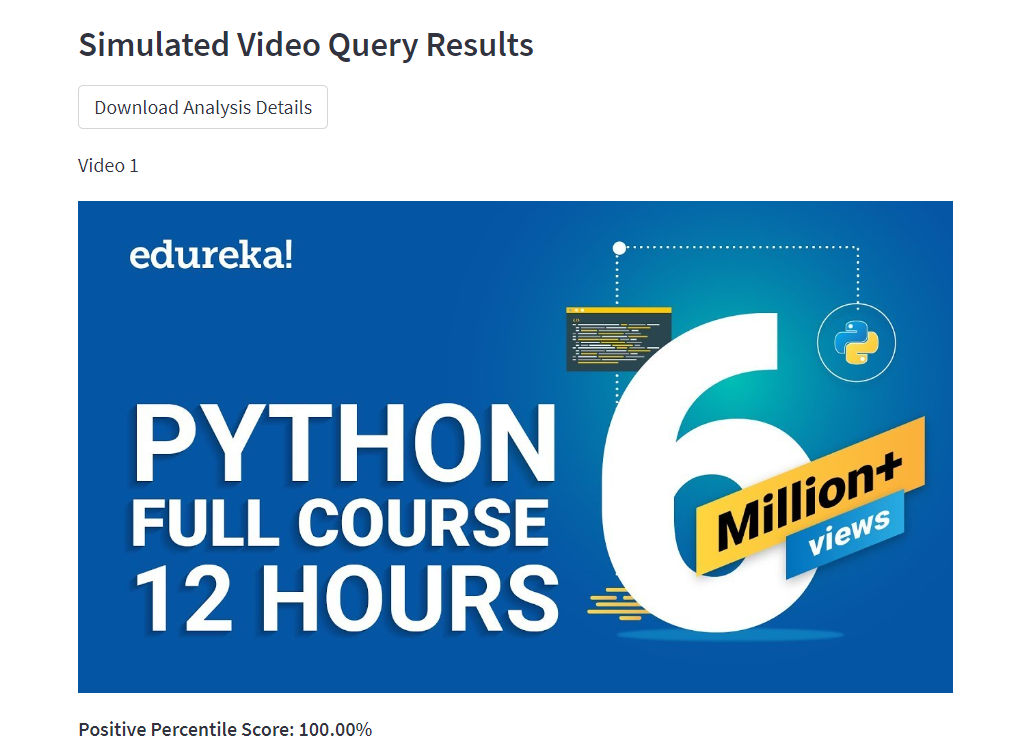 Simulated Video Query Results
Download Analysis Details
Video 1
edureka!
PYTHON
FULL COURSE
12 HOURS
6
Million+
views
Positive Percentile Score: 100.00%